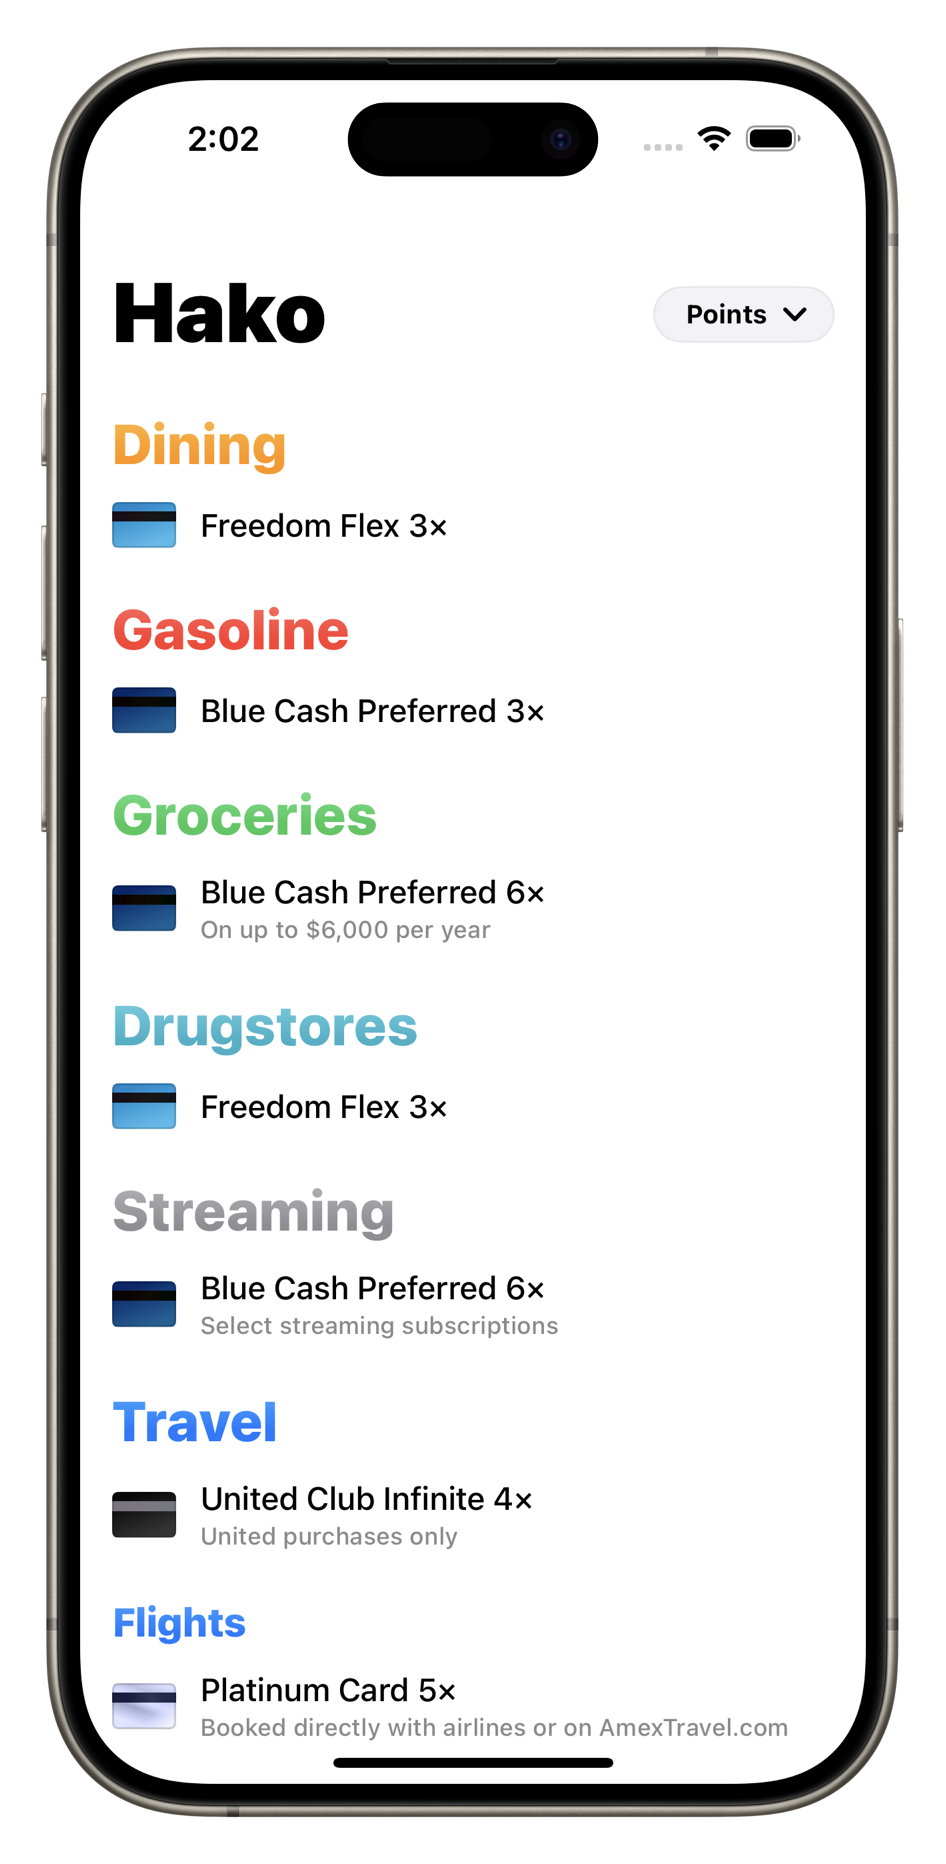 2:02
Hako
Points
Dining
Freedom Flex 3×
Gasoline
Blue Cash Preferred 3×
Groceries
Blue Cash Preferred 6×
On up to $6,000 per year
Drugstores
Freedom Flex 3×
Streaming
Blue Cash Preferred 6×
Select streaming subscriptions
Travel
United Club Infinite 4×
United purchases only
Flights
Platinum Card 5×
Booked directly with airlines or on AmexTravel.com